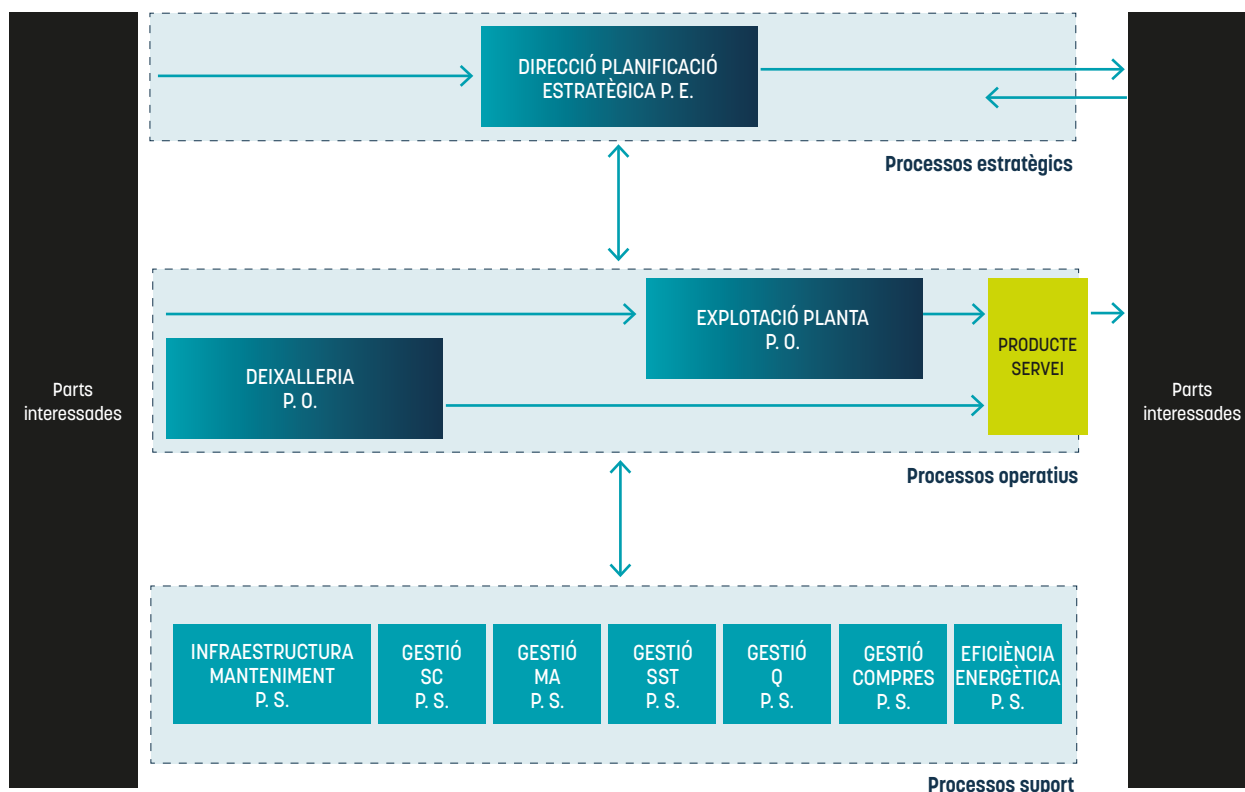 DIRECCIÓ PLANIFICACIÓ
ESTRATÈGICA P. E.
Processos estratègics
Parts
interessades
EXPLOTACIÓ PLANTA
P. O.
DEIXALLERIA
P. O.
PRODUCTE
SERVEI
Parts
interessades
Processos operatius
INFRAESTRUCTURA
MANTENIMENT
P. S.
GESTIÓ
SC
P. S.
GESTIÓ
MA
P. S.
GESTIÓ
SST
P. S.
GESTIÓ
Q
P. S.
GESTIÓ
COMPRES
P. S.
EFICIÈNCIA
ENERGÈTICA
P. S.
Processos suport